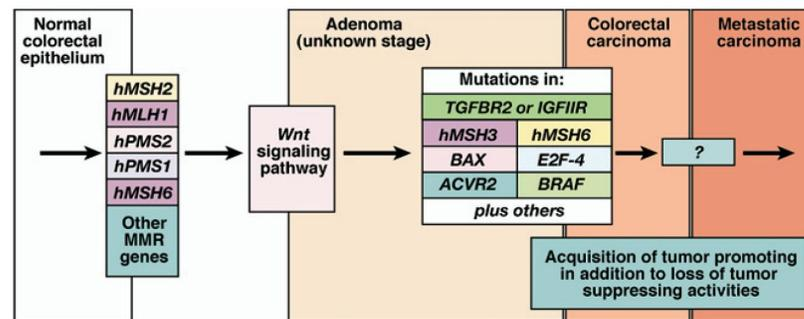 Normal
colorectal
epithelium
hMSH2
hMLH1
hPMS2
hPMS1
hMSH6
Other
MMR
genes
Wnt
signaling
pathway
Adenoma
(unknown stage)
Mutations in:
TGFBR2 or IGFIIR
hMSH3 hMSH6
BAX E2F-4
ACVR2 BRAF
plus others
Colorectal
carcinoma
?
Metastatic
carcinoma
Acquisition of tumor promoting
in addition to loss of tumor
suppressing activities